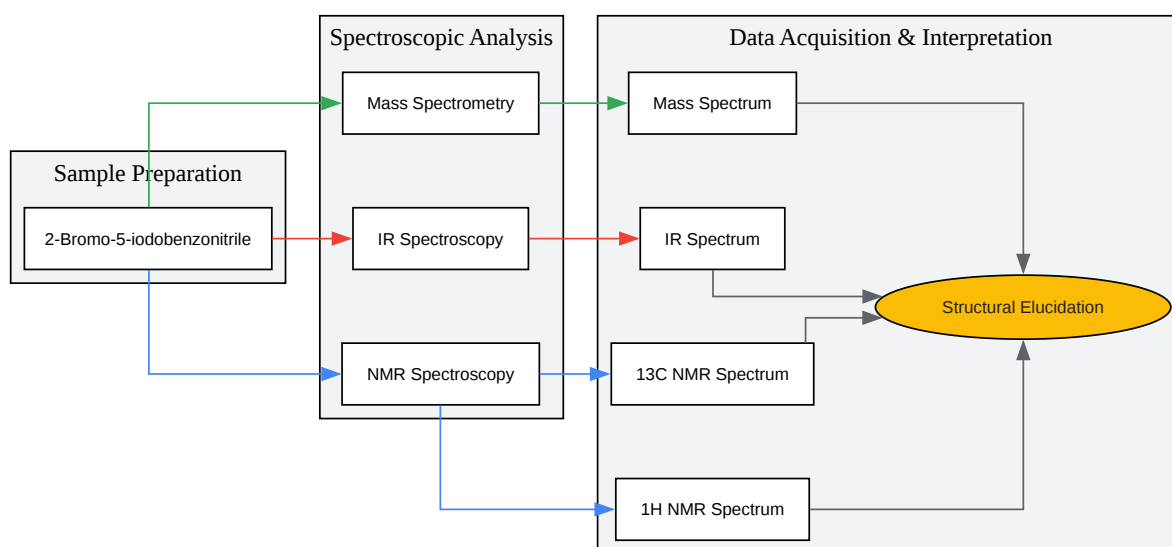 Sample Preparation
2-Bromo-5-iodobenzonitrile
Spectroscopic Analysis
Mass Spectrometry
IR Spectroscopy
NMR Spectroscopy
Data Acquisition & Interpretation
Mass Spectrum
IR Spectrum
13C NMR Spectrum
1H NMR Spectrum
Structural Elucidation